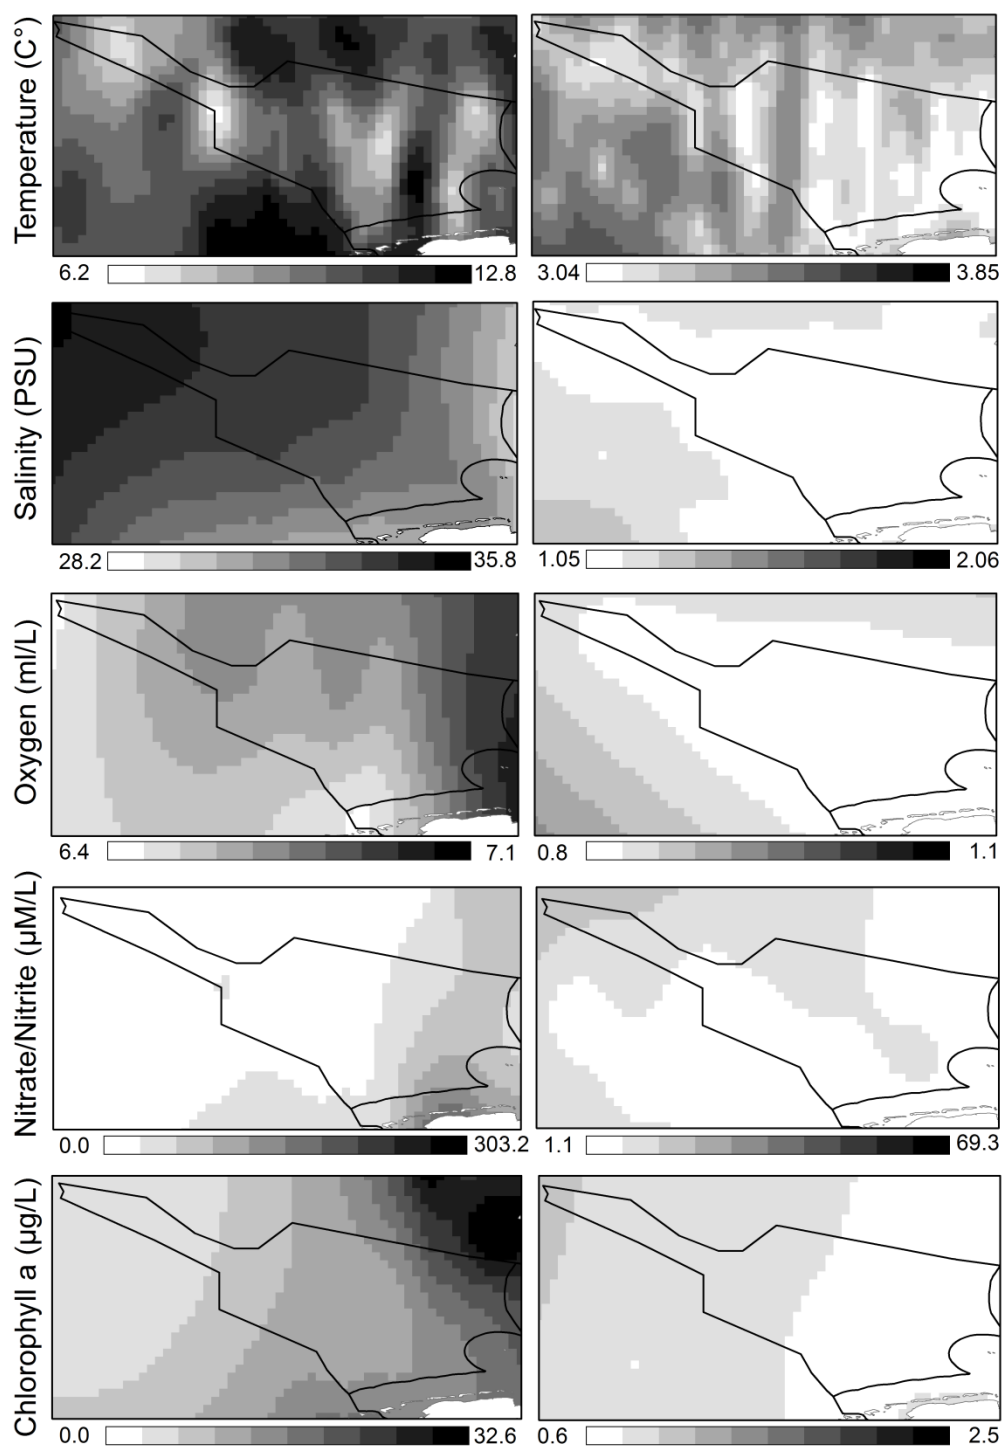 Temperature (C°)
6.2 12.8 3.04 3.85
Salinity (PSU)
28.2 35.8 1.05 2.06
Oxygen (ml/L)
6.4 7.1 0.8 1.1
Nitrate/Nitrite (µM/L)
0.0 303.2 1.1 69.3
Chlorophyll a (µg/L)
0.0 32.6 0.6 2.5